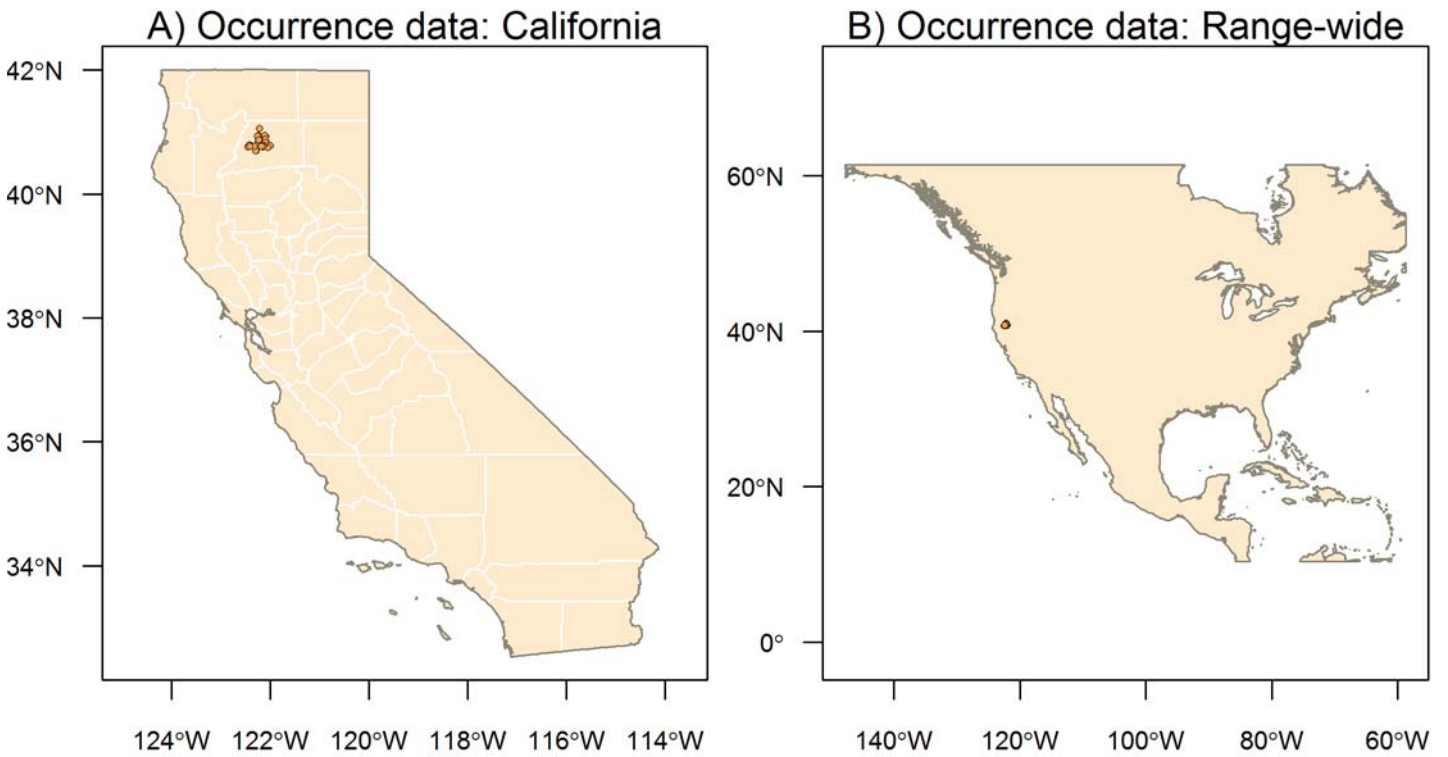 A) Occurrence data: California
42°N
40°N
38°N
36°N
34°N
124°W 122°W 120°W 118°W 116°W 114°W
B) Occurrence data: Range-wide
60°N
40°N
20°N
0°
140°W 120°W 100°W 80°W 60°W